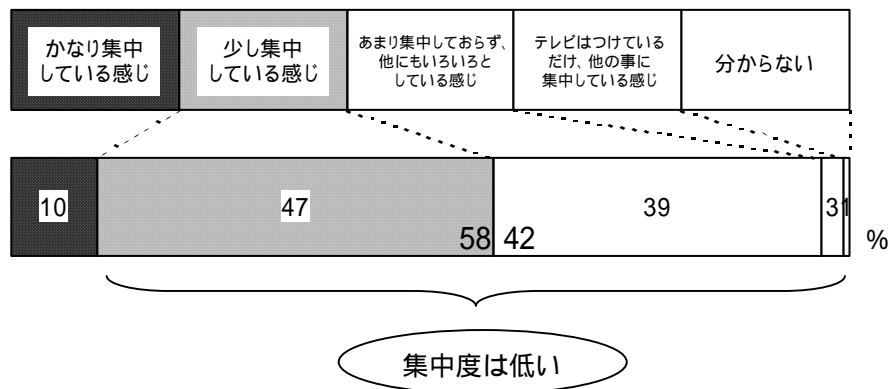 かなり集中
している感じ
少し集中
している感じ
あまり集中しておらず、
他にもいろいろと
している感じ
テレビはつけている
だけ、他の事に
集中している感じ
分からない
10
47
39
3
1
58
42
%
集中度は低い